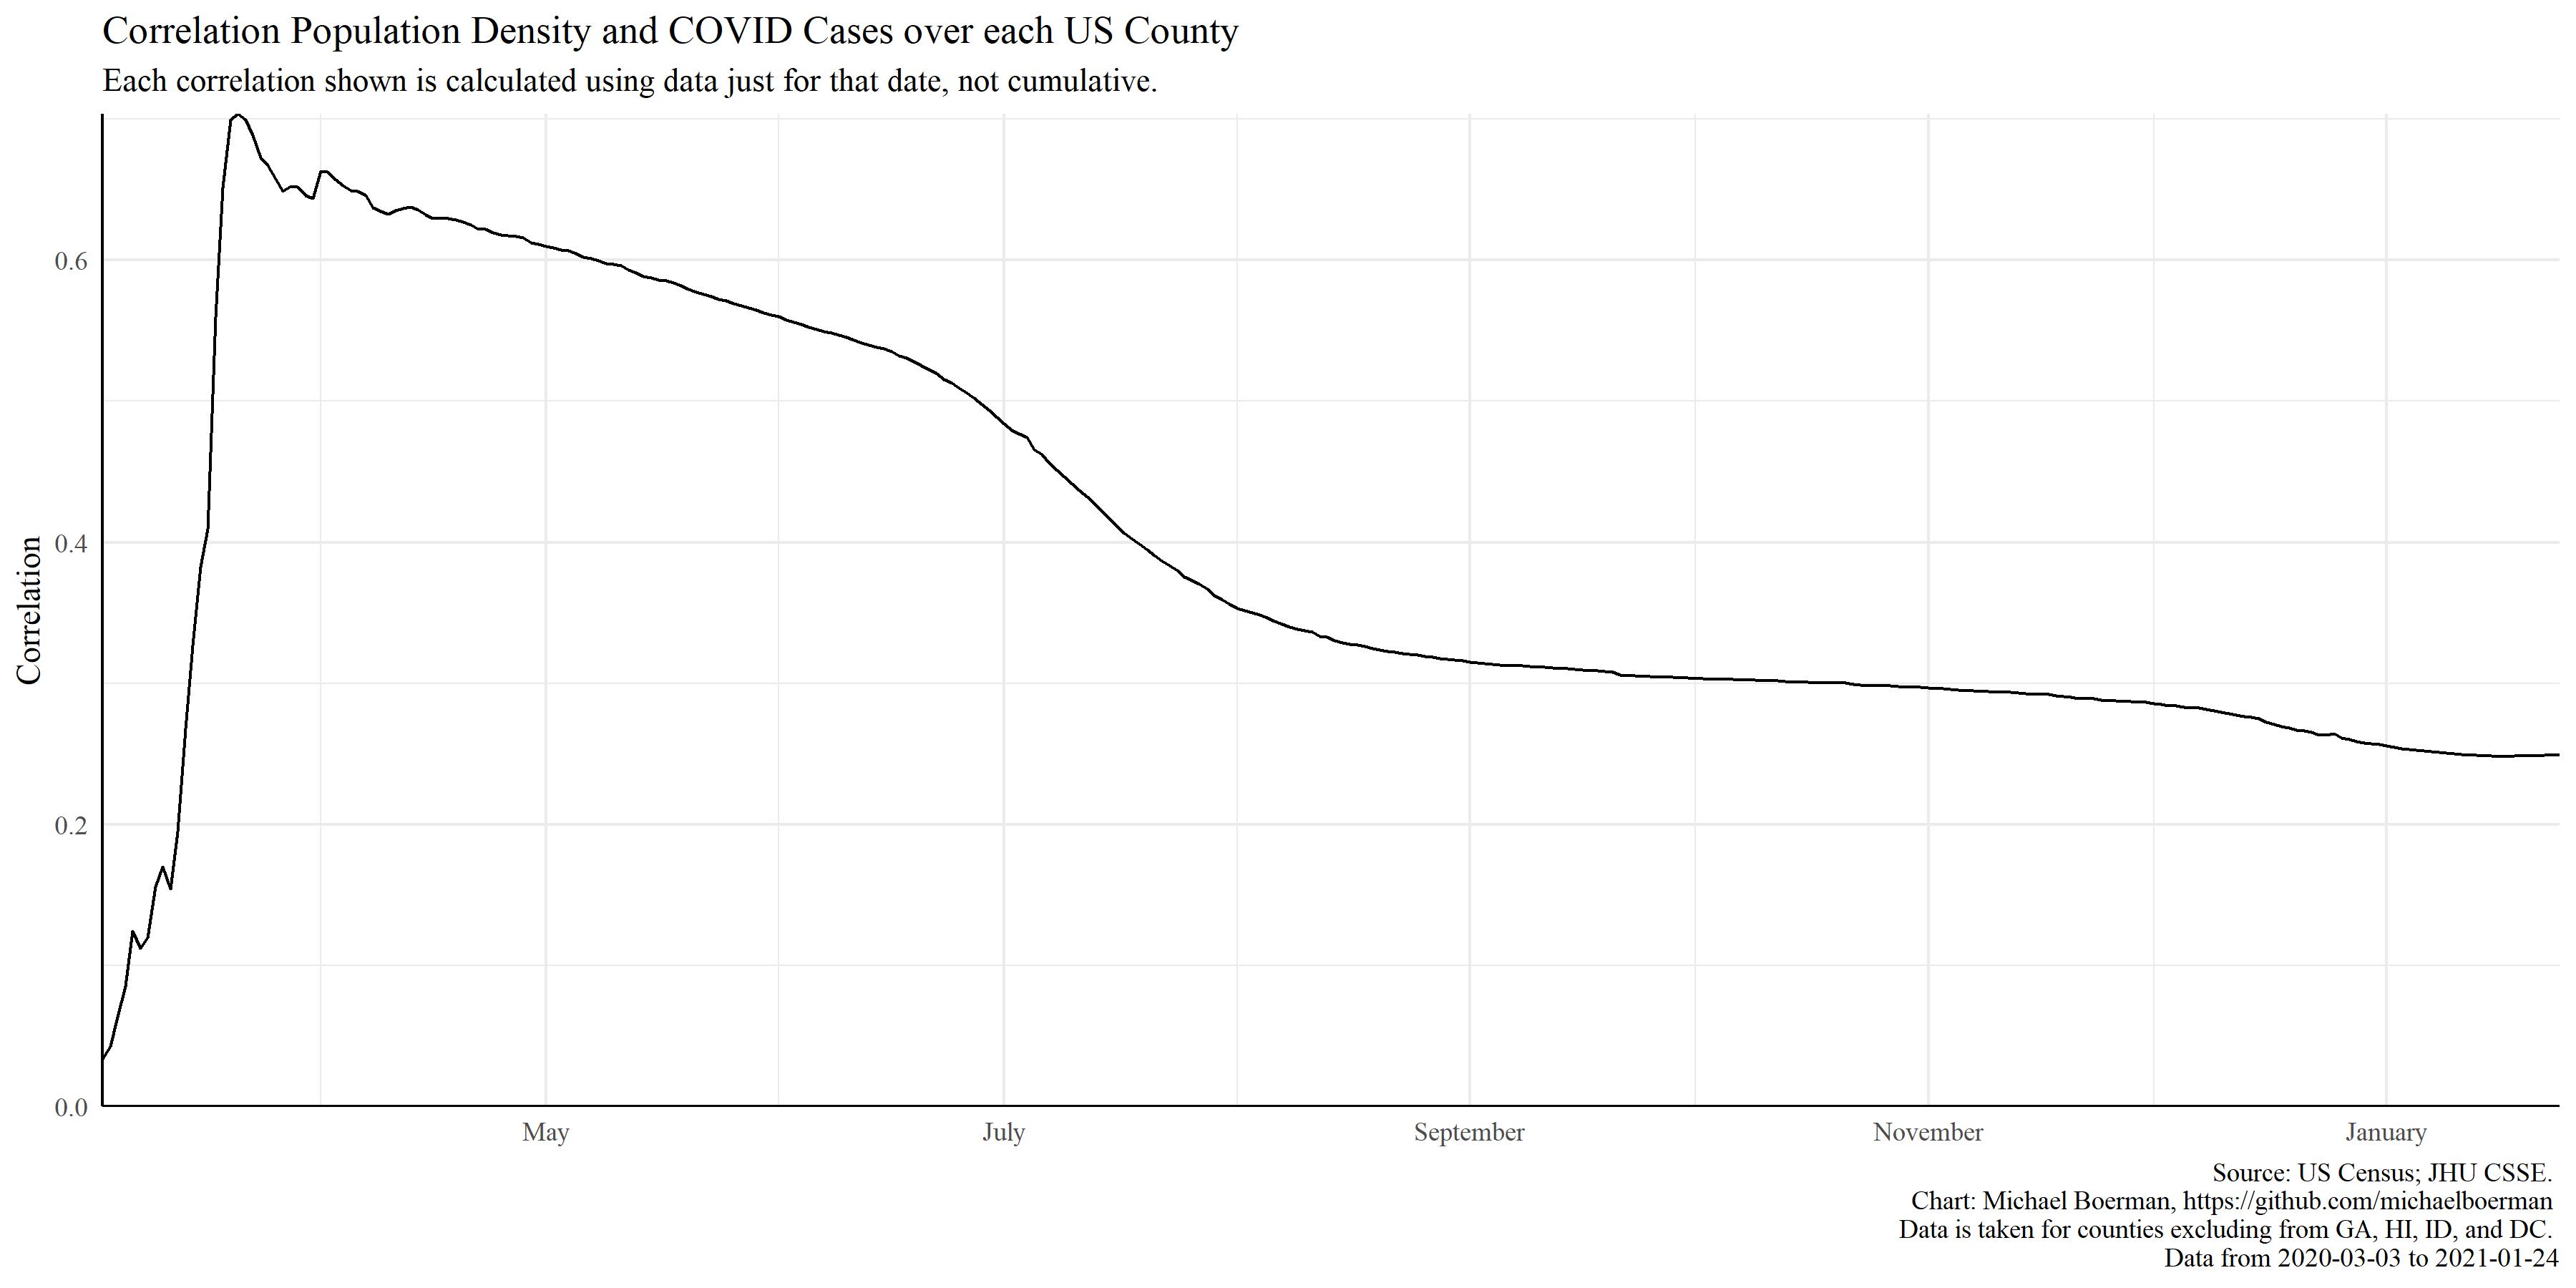 Correlation Population Density and COVID Cases over each US County
Each correlation shown is calculated using data just for that date, not cumulative.
Correlation
0.6
0.4
0.2
0.0
May July September November January
Source: US Census; JHU CSSE.
Chart: Michael Boerman, https://github.com/michaelboerman
Data is taken for counties excluding from GA, HI, ID, and DC.
Data from 2020-03-03 to 2021-01-24